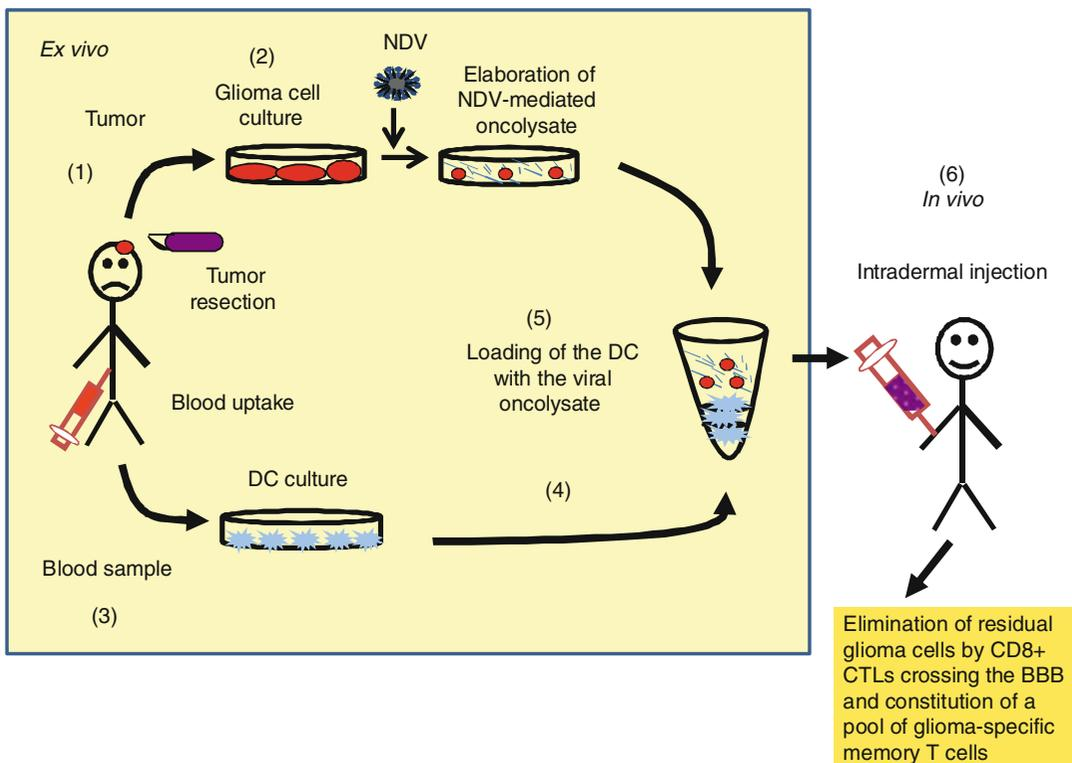 Ex vivo
(2)
NDV
Glioma cell
culture
Elaboration of
NDV-mediated
oncolysate
Tumor
(1)
Tumor
resection
Blood uptake
(5)
Loading of the DC
with the viral
oncolysate
DC culture
(4)
Blood sample
(3)
(6)
In vivo
Intradermal injection
Elimination of residual
glioma cells by CD8+
CTLs crossing the BBB
and constitution of a
pool of glioma-specific
memory T cells